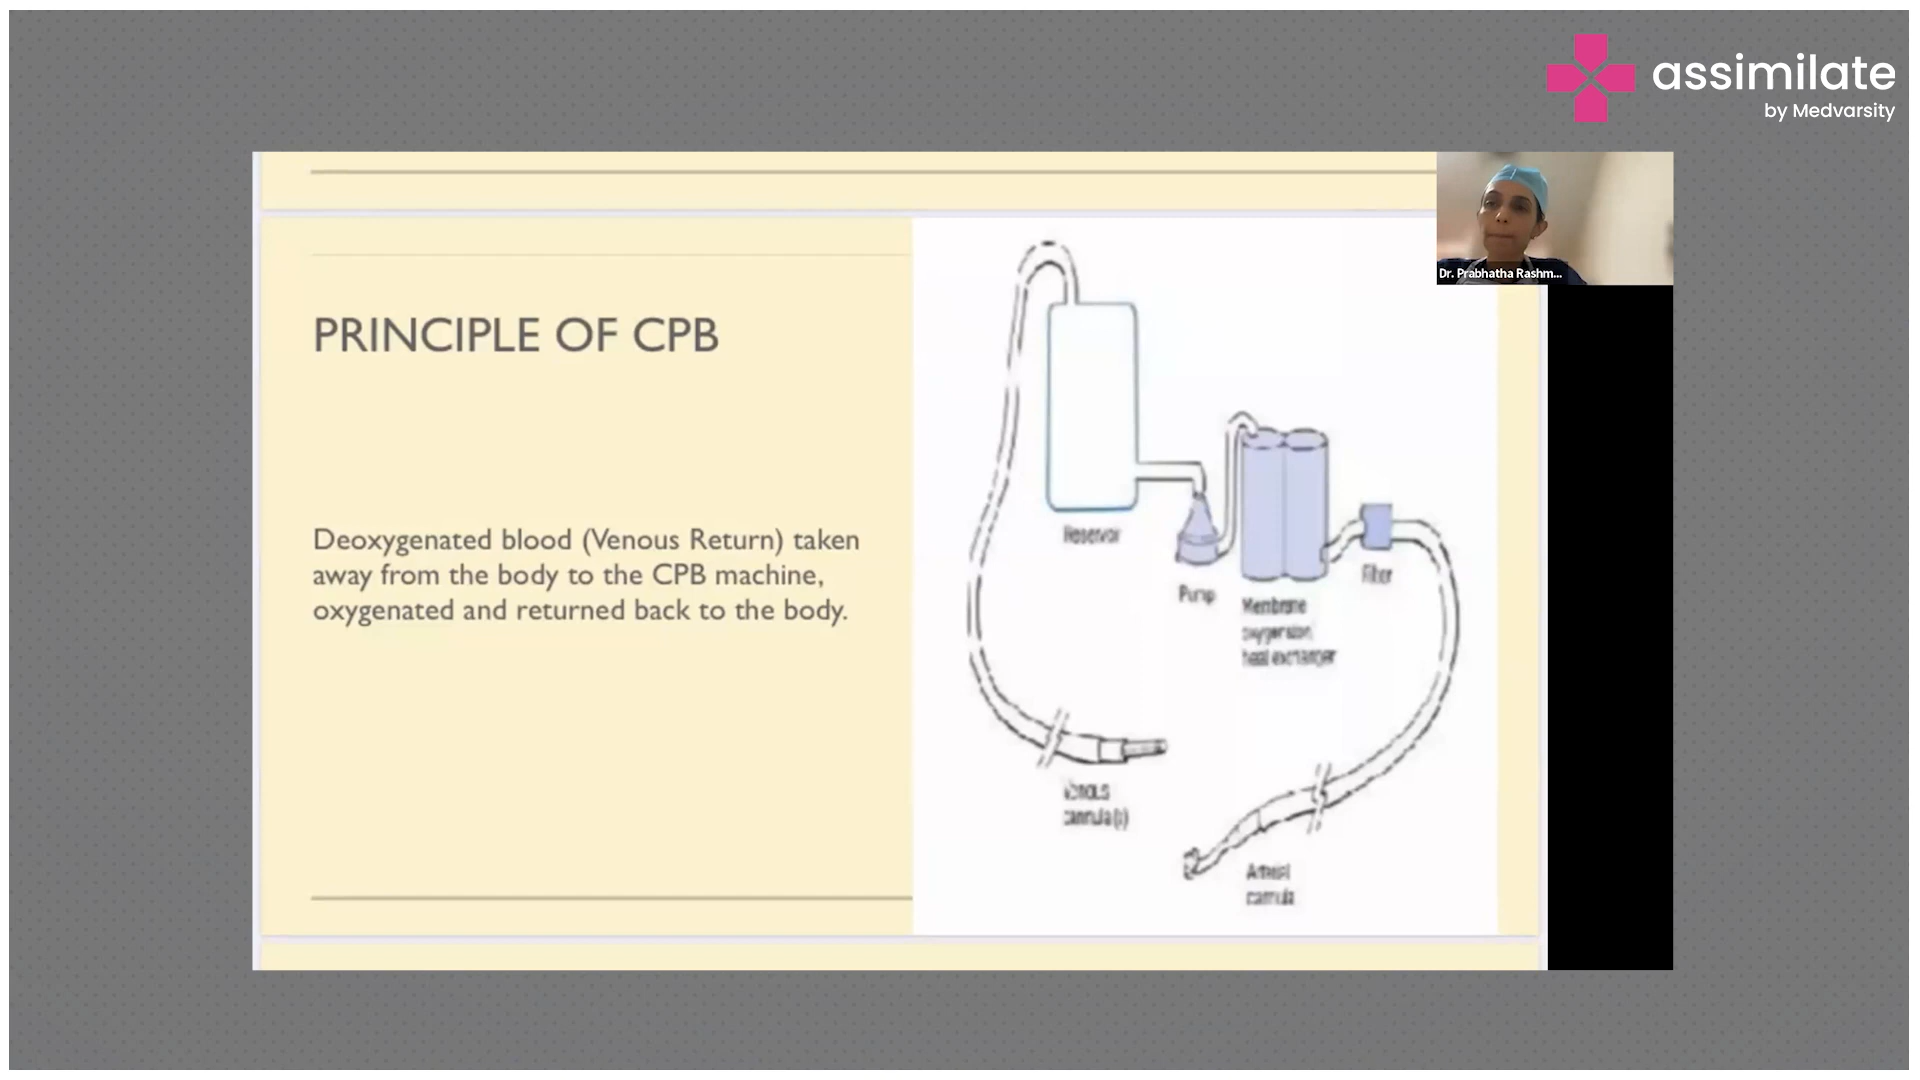 assimilate
by Medvarsity
Dr. Prabhatha Rashm...
PRINCIPLE OF CPB
Deoxygenated blood (Venous Return) taken
away from the body to the CPB machine,
oxygenated and returned back to the body.
Reservoir
Pump
Filter
Membrane
heat exchanger
Venous
cannula(s)
Arterial
cannula